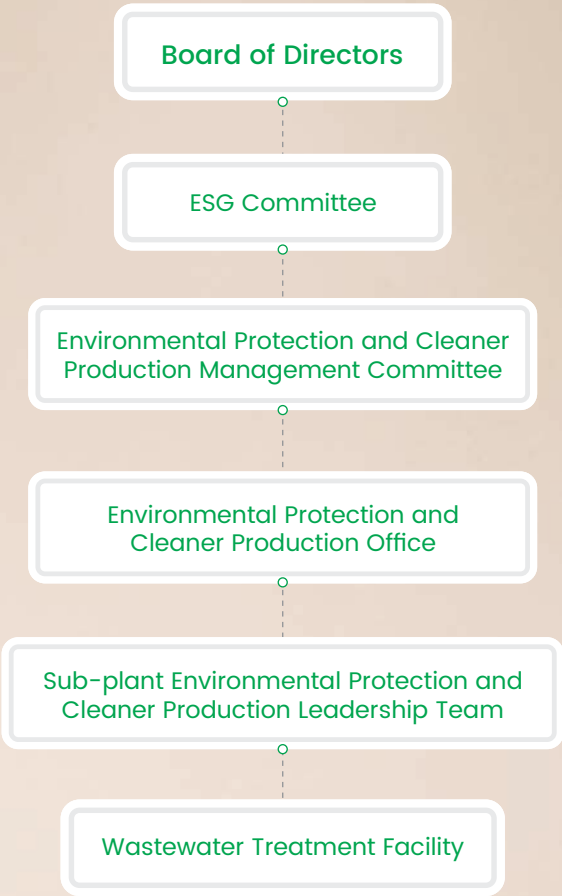 Board of Directors
ESG Committee
Environmental Protection and Cleaner
Production Management Committee
Environmental Protection and
Cleaner Production Office
Sub-plant Environmental Protection and
Cleaner Production Leadership Team
Wastewater Treatment Facility